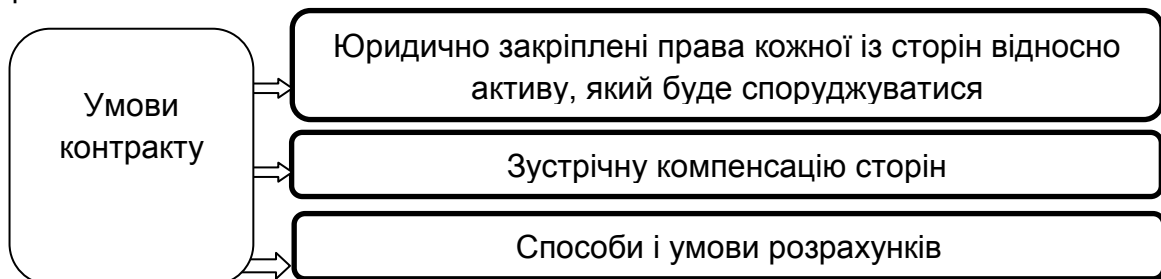 Умови
контракту
Юридично закріплені права кожної із сторін відносно
активу, який буде споруджуватися
Зустрічну компенсацію сторін
Способи і умови розрахунків